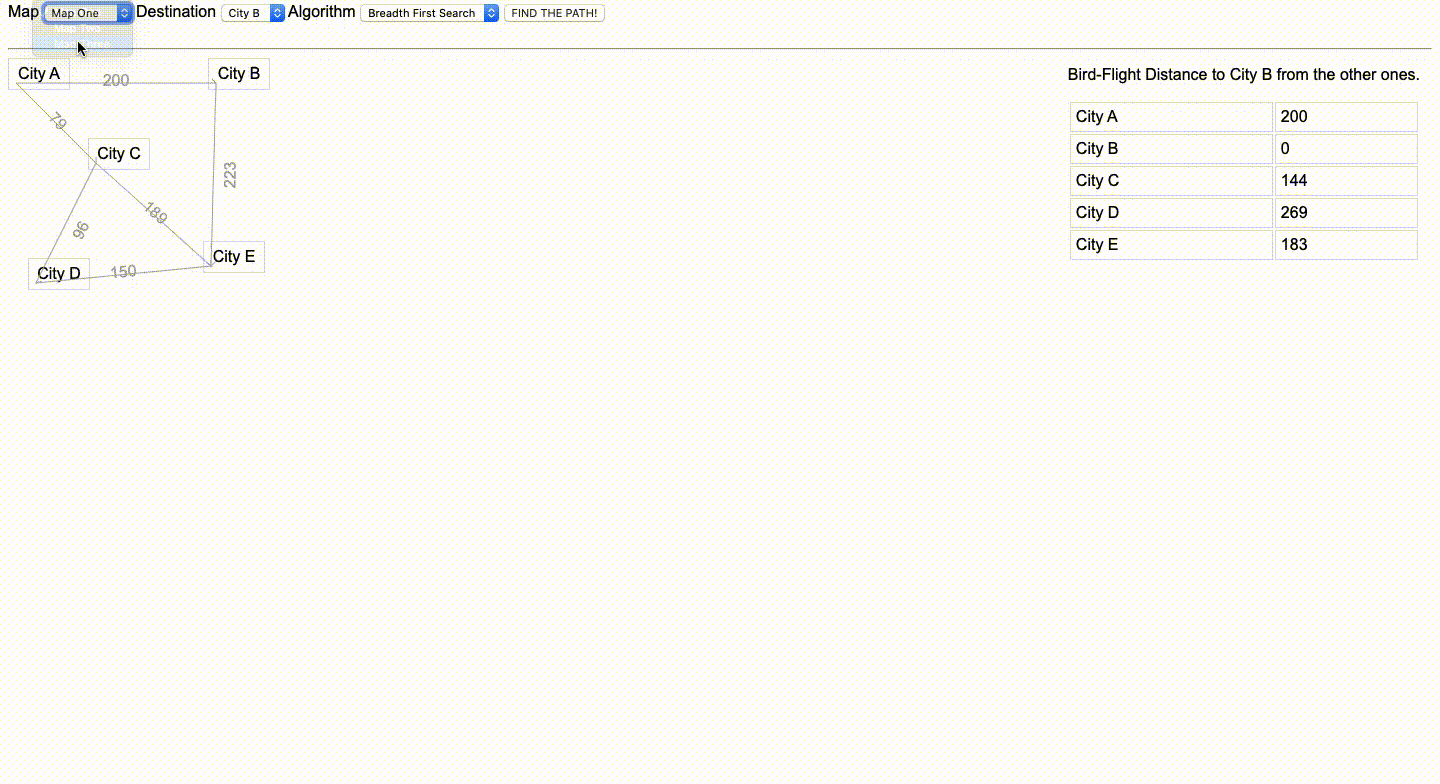 Map Map One Destination City B Algorithm Breadth First Search FIND THE PATH!
City A 200 City B
79
City C
223
189
96
City E
City D 150
Bird-Flight Distance to City B from the other ones.
City A 200
City B 0
City C 144
City D 269
City E 183